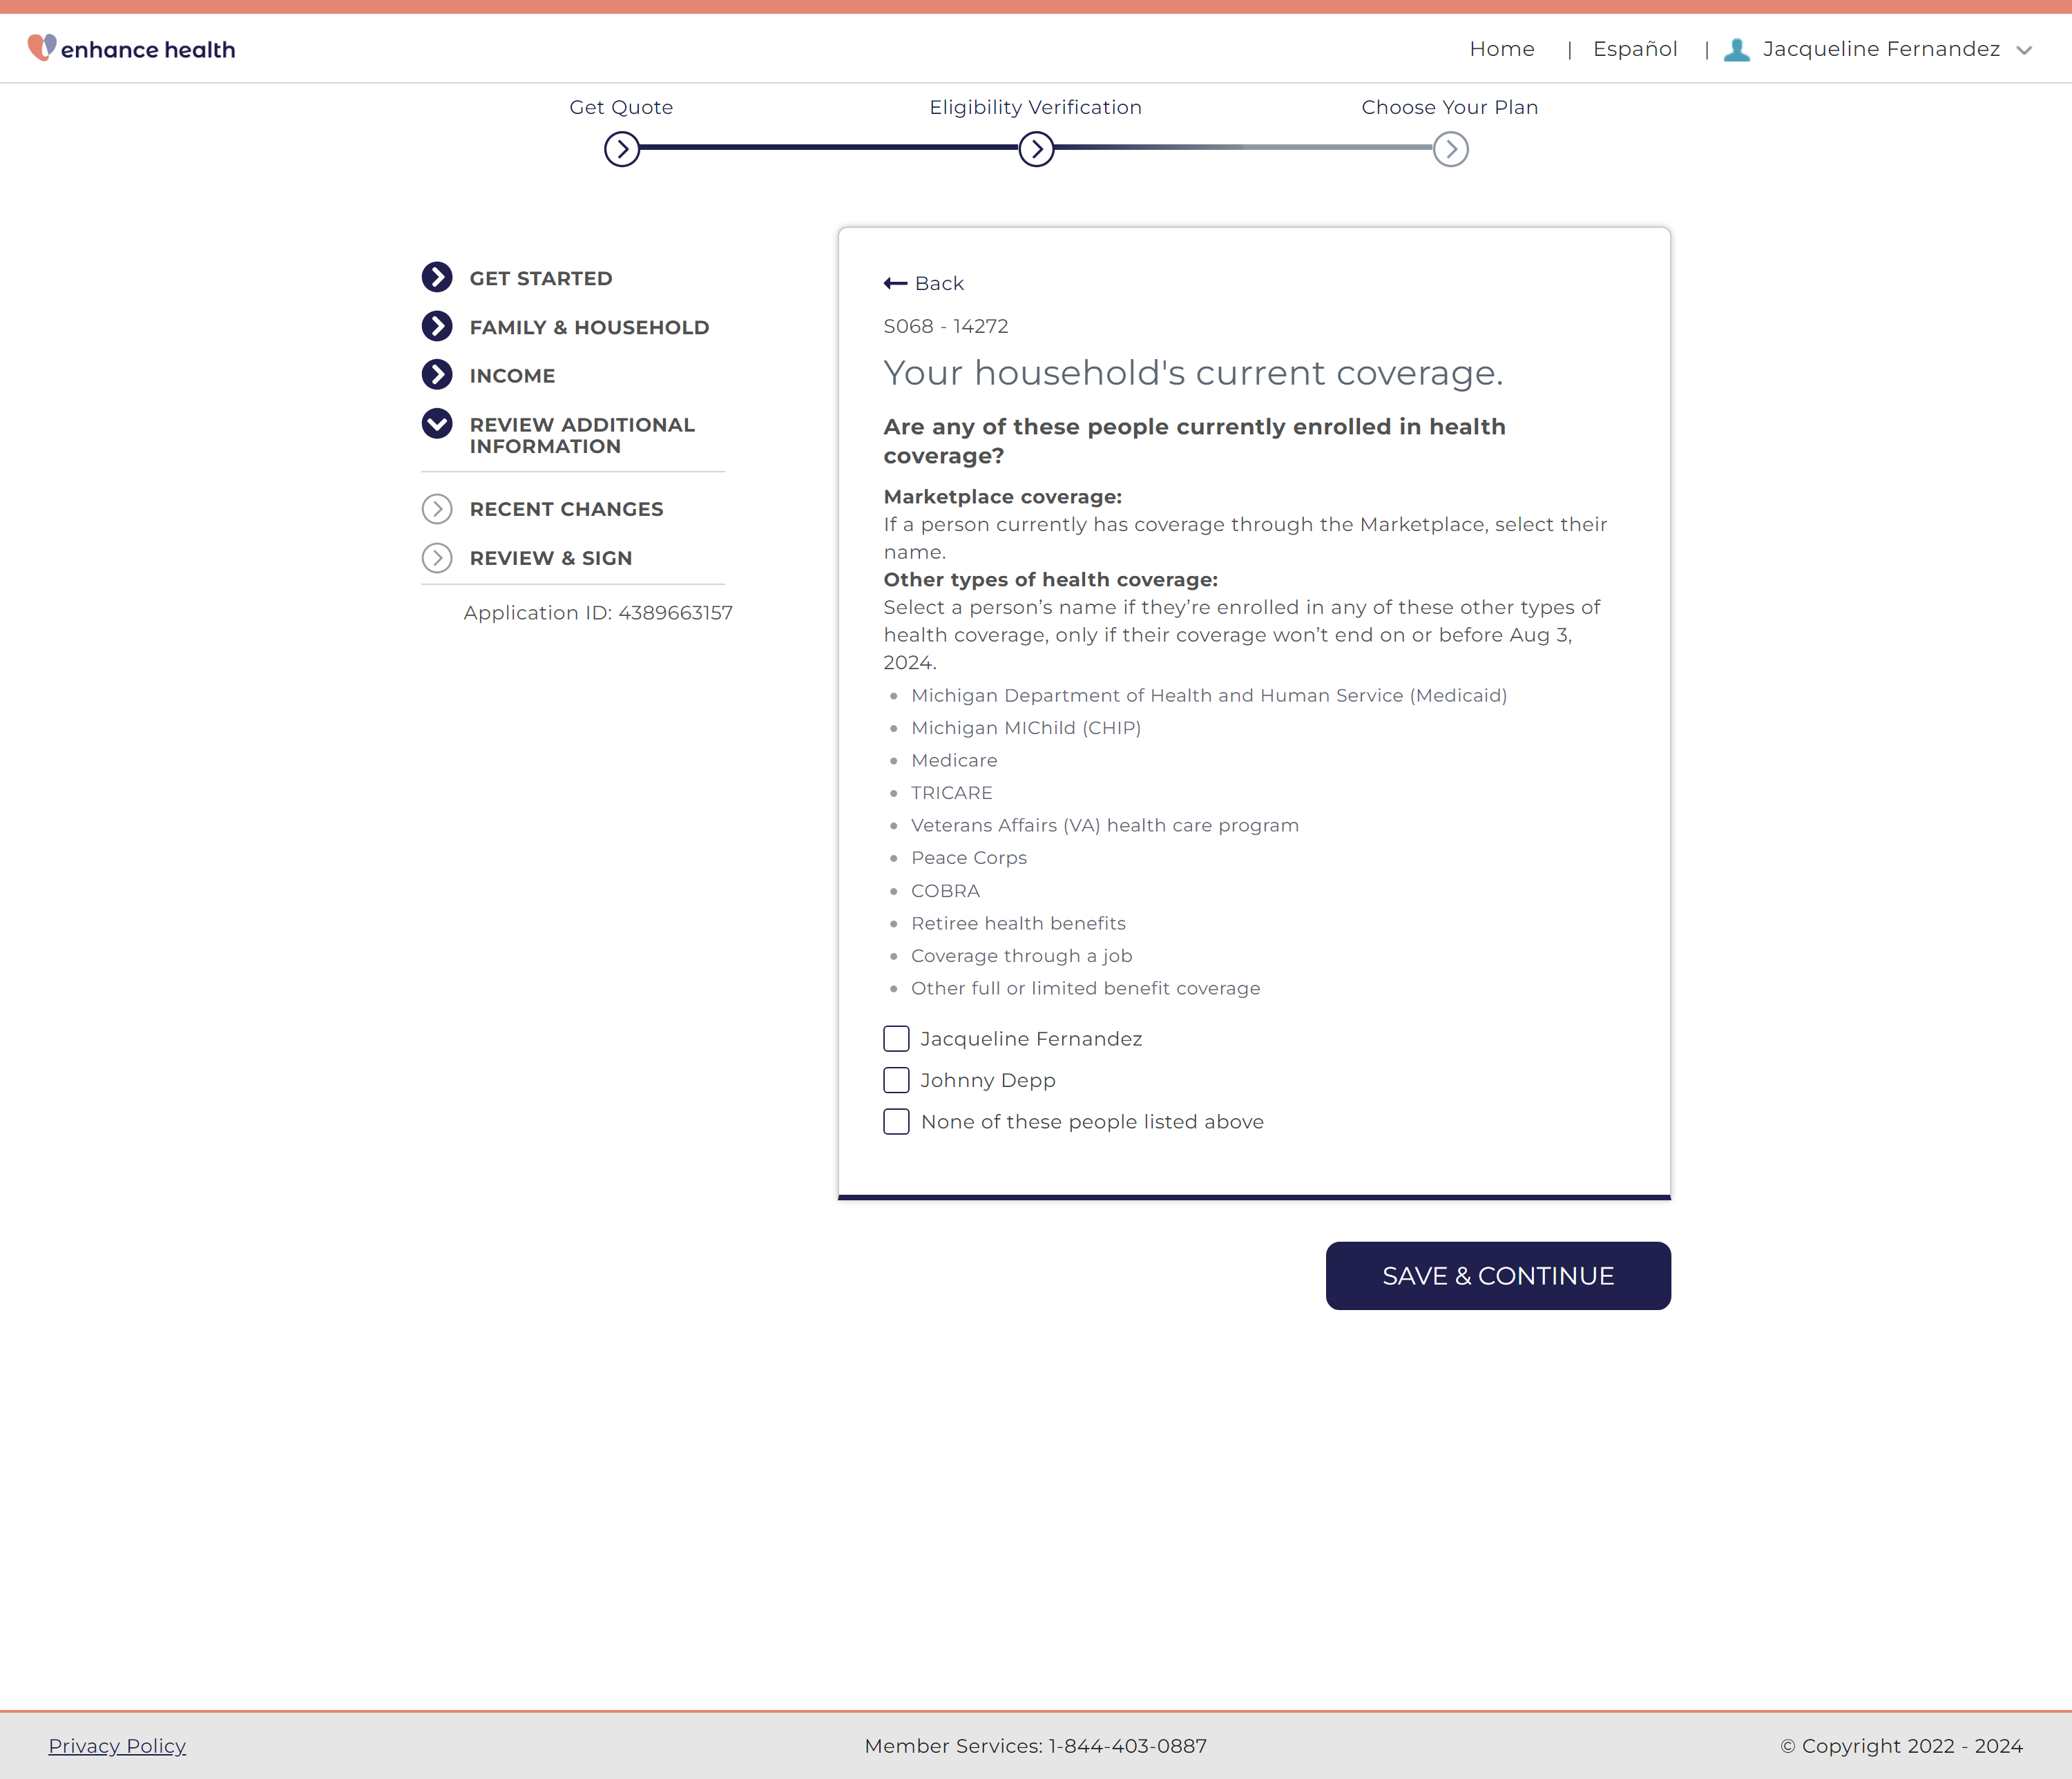 enhance health
Home | Español | Jacqueline Fernandez
Get Quote
Eligibility Verification
Choose Your Plan
GET STARTED
FAMILY & HOUSEHOLD
INCOME
REVIEW ADDITIONAL
INFORMATION
RECENT CHANGES
REVIEW & SIGN
Application ID: 4389663157
Back
S068 - 14272
Your household's current coverage.
Are any of these people currently enrolled in health
coverage?
Marketplace coverage:
If a person currently has coverage through the Marketplace, select their
name.
Other types of health coverage:
Select a person’s name if they’re enrolled in any of these other types of
health coverage, only if their coverage won’t end on or before Aug 3,
2024.
• Michigan Department of Health and Human Service (Medicaid)
• Michigan MIChild (CHIP)
• Medicare
• TRICARE
• Veterans Affairs (VA) health care program
• Peace Corps
• COBRA
• Retiree health benefits
• Coverage through a job
• Other full or limited benefit coverage
Jacqueline Fernandez
Johnny Depp
None of these people listed above
SAVE & CONTINUE
Privacy Policy
Member Services: 1-844-403-0887
© Copyright 2022 - 2024